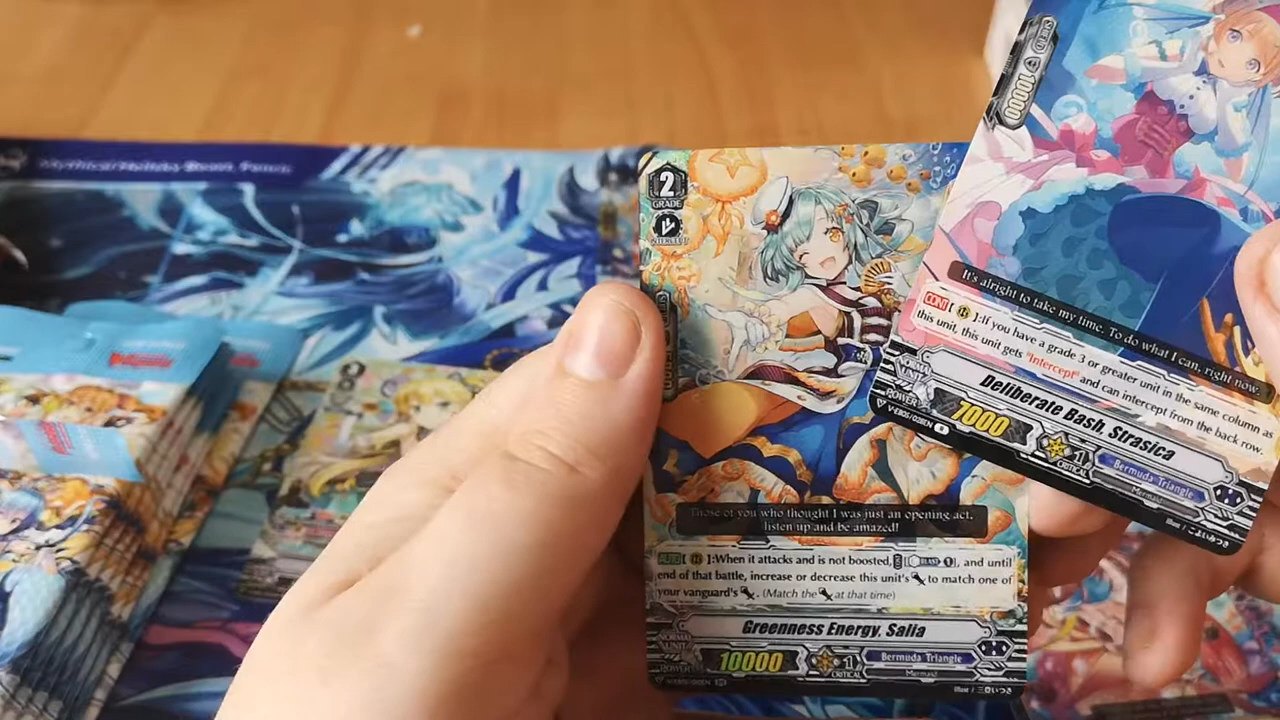 SHIELD
10000
2
GRADE
INTERCEPT
It's alright to take my time. To do what I can, right now.
CONT[ ]:If you have a grade 3 or greater unit in the same column as
this unit, this unit gets "Intercept" and can intercept from the back row.
NORMAL
UNIT
Deliberate Bash, Strasica
POWER
7000
1
CRITICAL
Bermuda Triangle
Mermaid
V-EB05/028EN R
Those of you who thought I was just an opening act,
listen up and be amazed!
AUTO[ ]:When it attacks and is not boosted, [ BLAST 1], and until
end of that battle, increase or decrease this unit's to match one of
your vanguard's . (Match the at that time)
Greenness Energy, Salia
NORMAL
UNIT
POWER
10000
1
CRITICAL
Bermuda Triangle
Mermaid